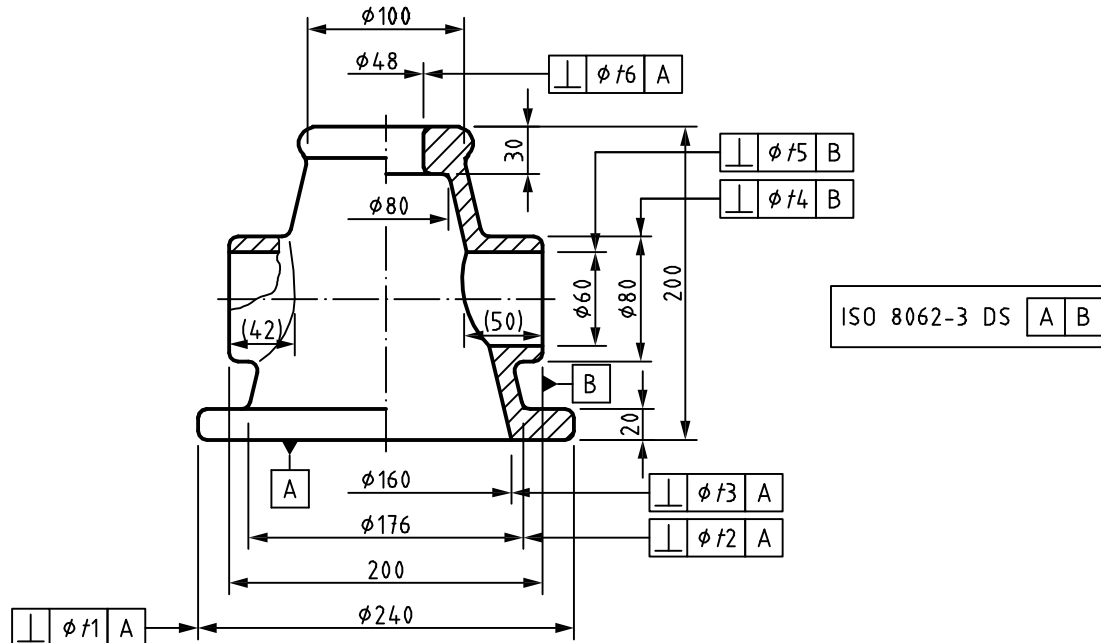 ⌀100
⌀48
⊥ ⌀ t6 A
30
⊥ ⌀ t5 B
⊥ ⌀ t4 B
⌀80
200
⌀80
⌀60
ISO 8062-3 DS A B
(42)
(50)
B
20
A
⌀160
⊥ ⌀ t3 A
⌀176
⊥ ⌀ t2 A
200
⌀240
⊥ ⌀ t1 A